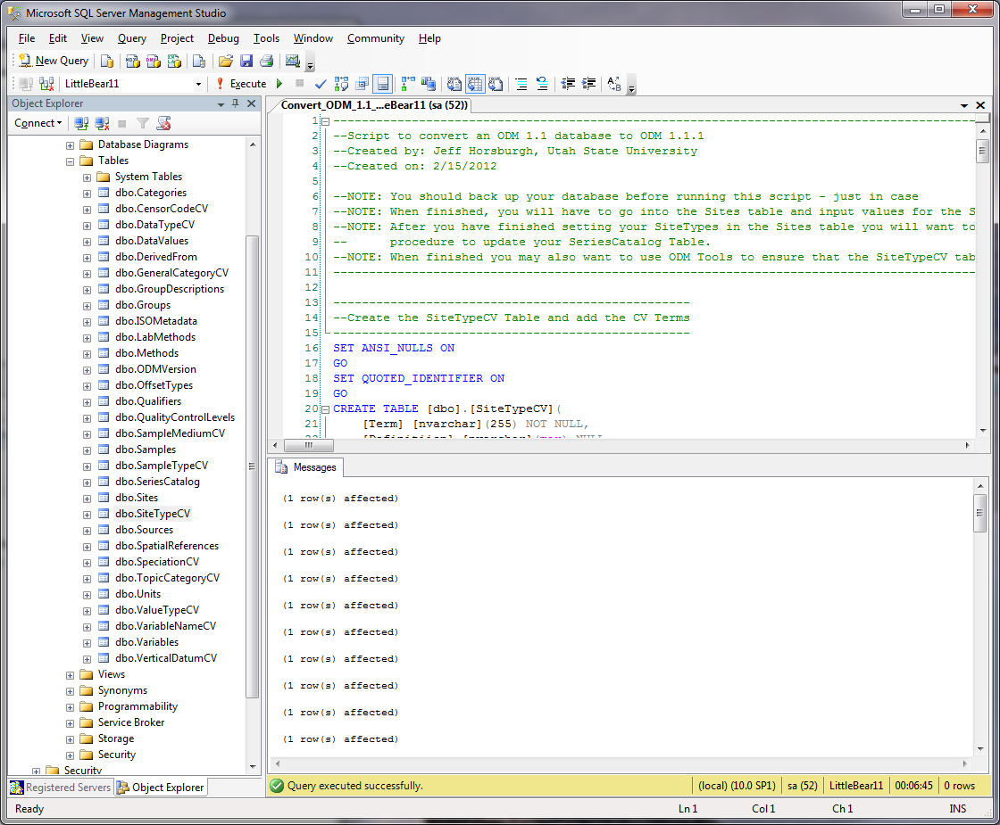 Microsoft SQL Server Management Studio
File Edit View Query Project Debug Tools Window Community Help
New Query
LittleBear11 Execute
Object Explorer
Connect
Database Diagrams
Tables
System Tables
dbo.Categories
dbo.CensorCodeCV
dbo.DataTypeCV
dbo.DataValues
dbo.DerivedFrom
dbo.GeneralCategoryCV
dbo.GroupDescriptions
dbo.Groups
dbo.ISOMetadata
dbo.LabMethods
dbo.Methods
dbo.ODMVersion
dbo.OffsetTypes
dbo.Qualifiers
dbo.QualityControlLevels
dbo.SampleMediumCV
dbo.Samples
dbo.SampleTypeCV
dbo.SeriesCatalog
dbo.Sites
dbo.SiteTypeCV
dbo.Sources
dbo.SpatialReferences
dbo.SpeciationCV
dbo.TopicCategoryCV
dbo.Units
dbo.ValueTypeCV
dbo.VariableNameCV
dbo.Variables
dbo.VerticalDatumCV
Views
Synonyms
Programmability
Service Broker
Storage
Security
Security
Registered Servers Object Explorer
Convert_ODM_1.1_...eBear11 (sa (52))
1 --------------------------------------------------------------------------------------------
2 --Script to convert an ODM 1.1 database to ODM 1.1.1
3 --Created by: Jeff Horsburgh, Utah State University
4 --Created on: 2/15/2012
5
6 --NOTE: You should back up your database before running this script - just in case
7 --NOTE: When finished, you will have to go into the Sites table and input values for the S
8 --NOTE: After you have finished setting your SiteTypes in the Sites table you will want to
9 --      procedure to update your SeriesCatalog Table.
10 --NOTE: When finished you may also want to use ODM Tools to ensure that the SiteTypeCV tab
11 --------------------------------------------------------------------------------------------
12
13 --------------------------------------------------
14 --Create the SiteTypeCV Table and add the CV Terms
15 --------------------------------------------------
16 SET ANSI_NULLS ON
17 GO
18 SET QUOTED_IDENTIFIER ON
19 GO
20 CREATE TABLE [dbo].[SiteTypeCV](
21 [Term] [nvarchar](255) NOT NULL,
Messages
(1 row(s) affected)
(1 row(s) affected)
(1 row(s) affected)
(1 row(s) affected)
(1 row(s) affected)
(1 row(s) affected)
(1 row(s) affected)
(1 row(s) affected)
(1 row(s) affected)
(1 row(s) affected)
Query executed successfully. (local) (10.0 SP1) sa (52) LittleBear11 00:06:45 0 rows
Ready Ln 1 Col 1 Ch 1 INS